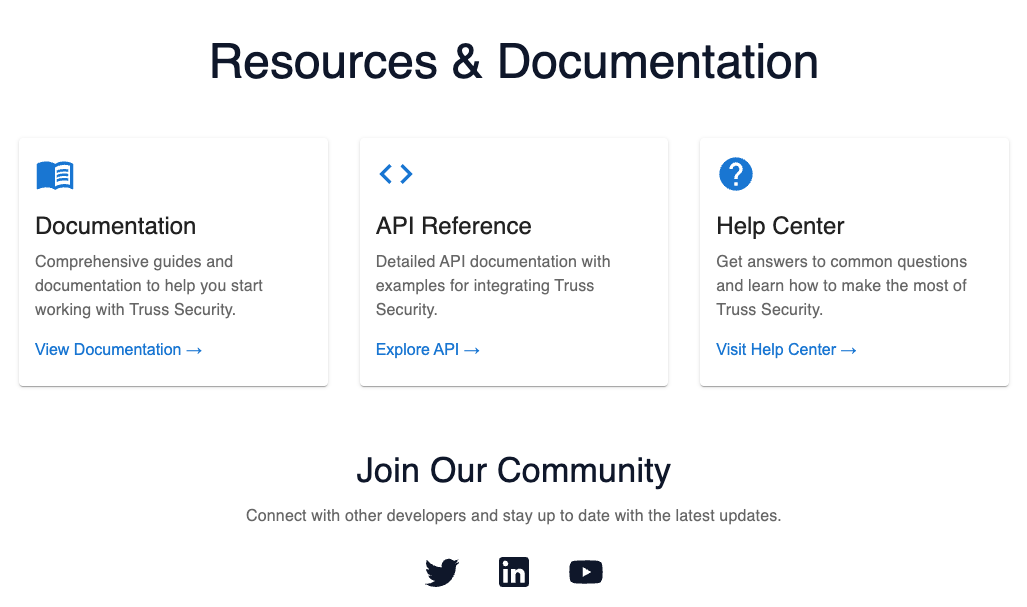 Resources & Documentation
Documentation
Comprehensive guides and
documentation to help you start
working with Truss Security.
View Documentation →
API Reference
Detailed API documentation with
examples for integrating Truss
Security.
Explore API →
Help Center
Get answers to common questions
and learn how to make the most of
Truss Security.
Visit Help Center →
Join Our Community
Connect with other developers and stay up to date with the latest updates.